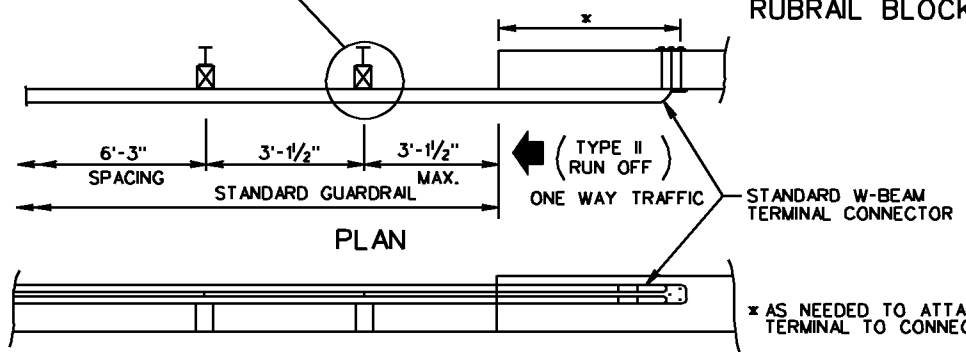 RUBRAIL BLOCK
*
6'-3"
SPACING
3'-1½"
3'-1½"
MAX.
STANDARD GUARDRAIL
(TYPE II
RUN OFF)
ONE WAY TRAFFIC
STANDARD W-BEAM
TERMINAL CONNECTOR
PLAN
* AS NEEDED TO ATTA
TERMINAL TO CONNEC